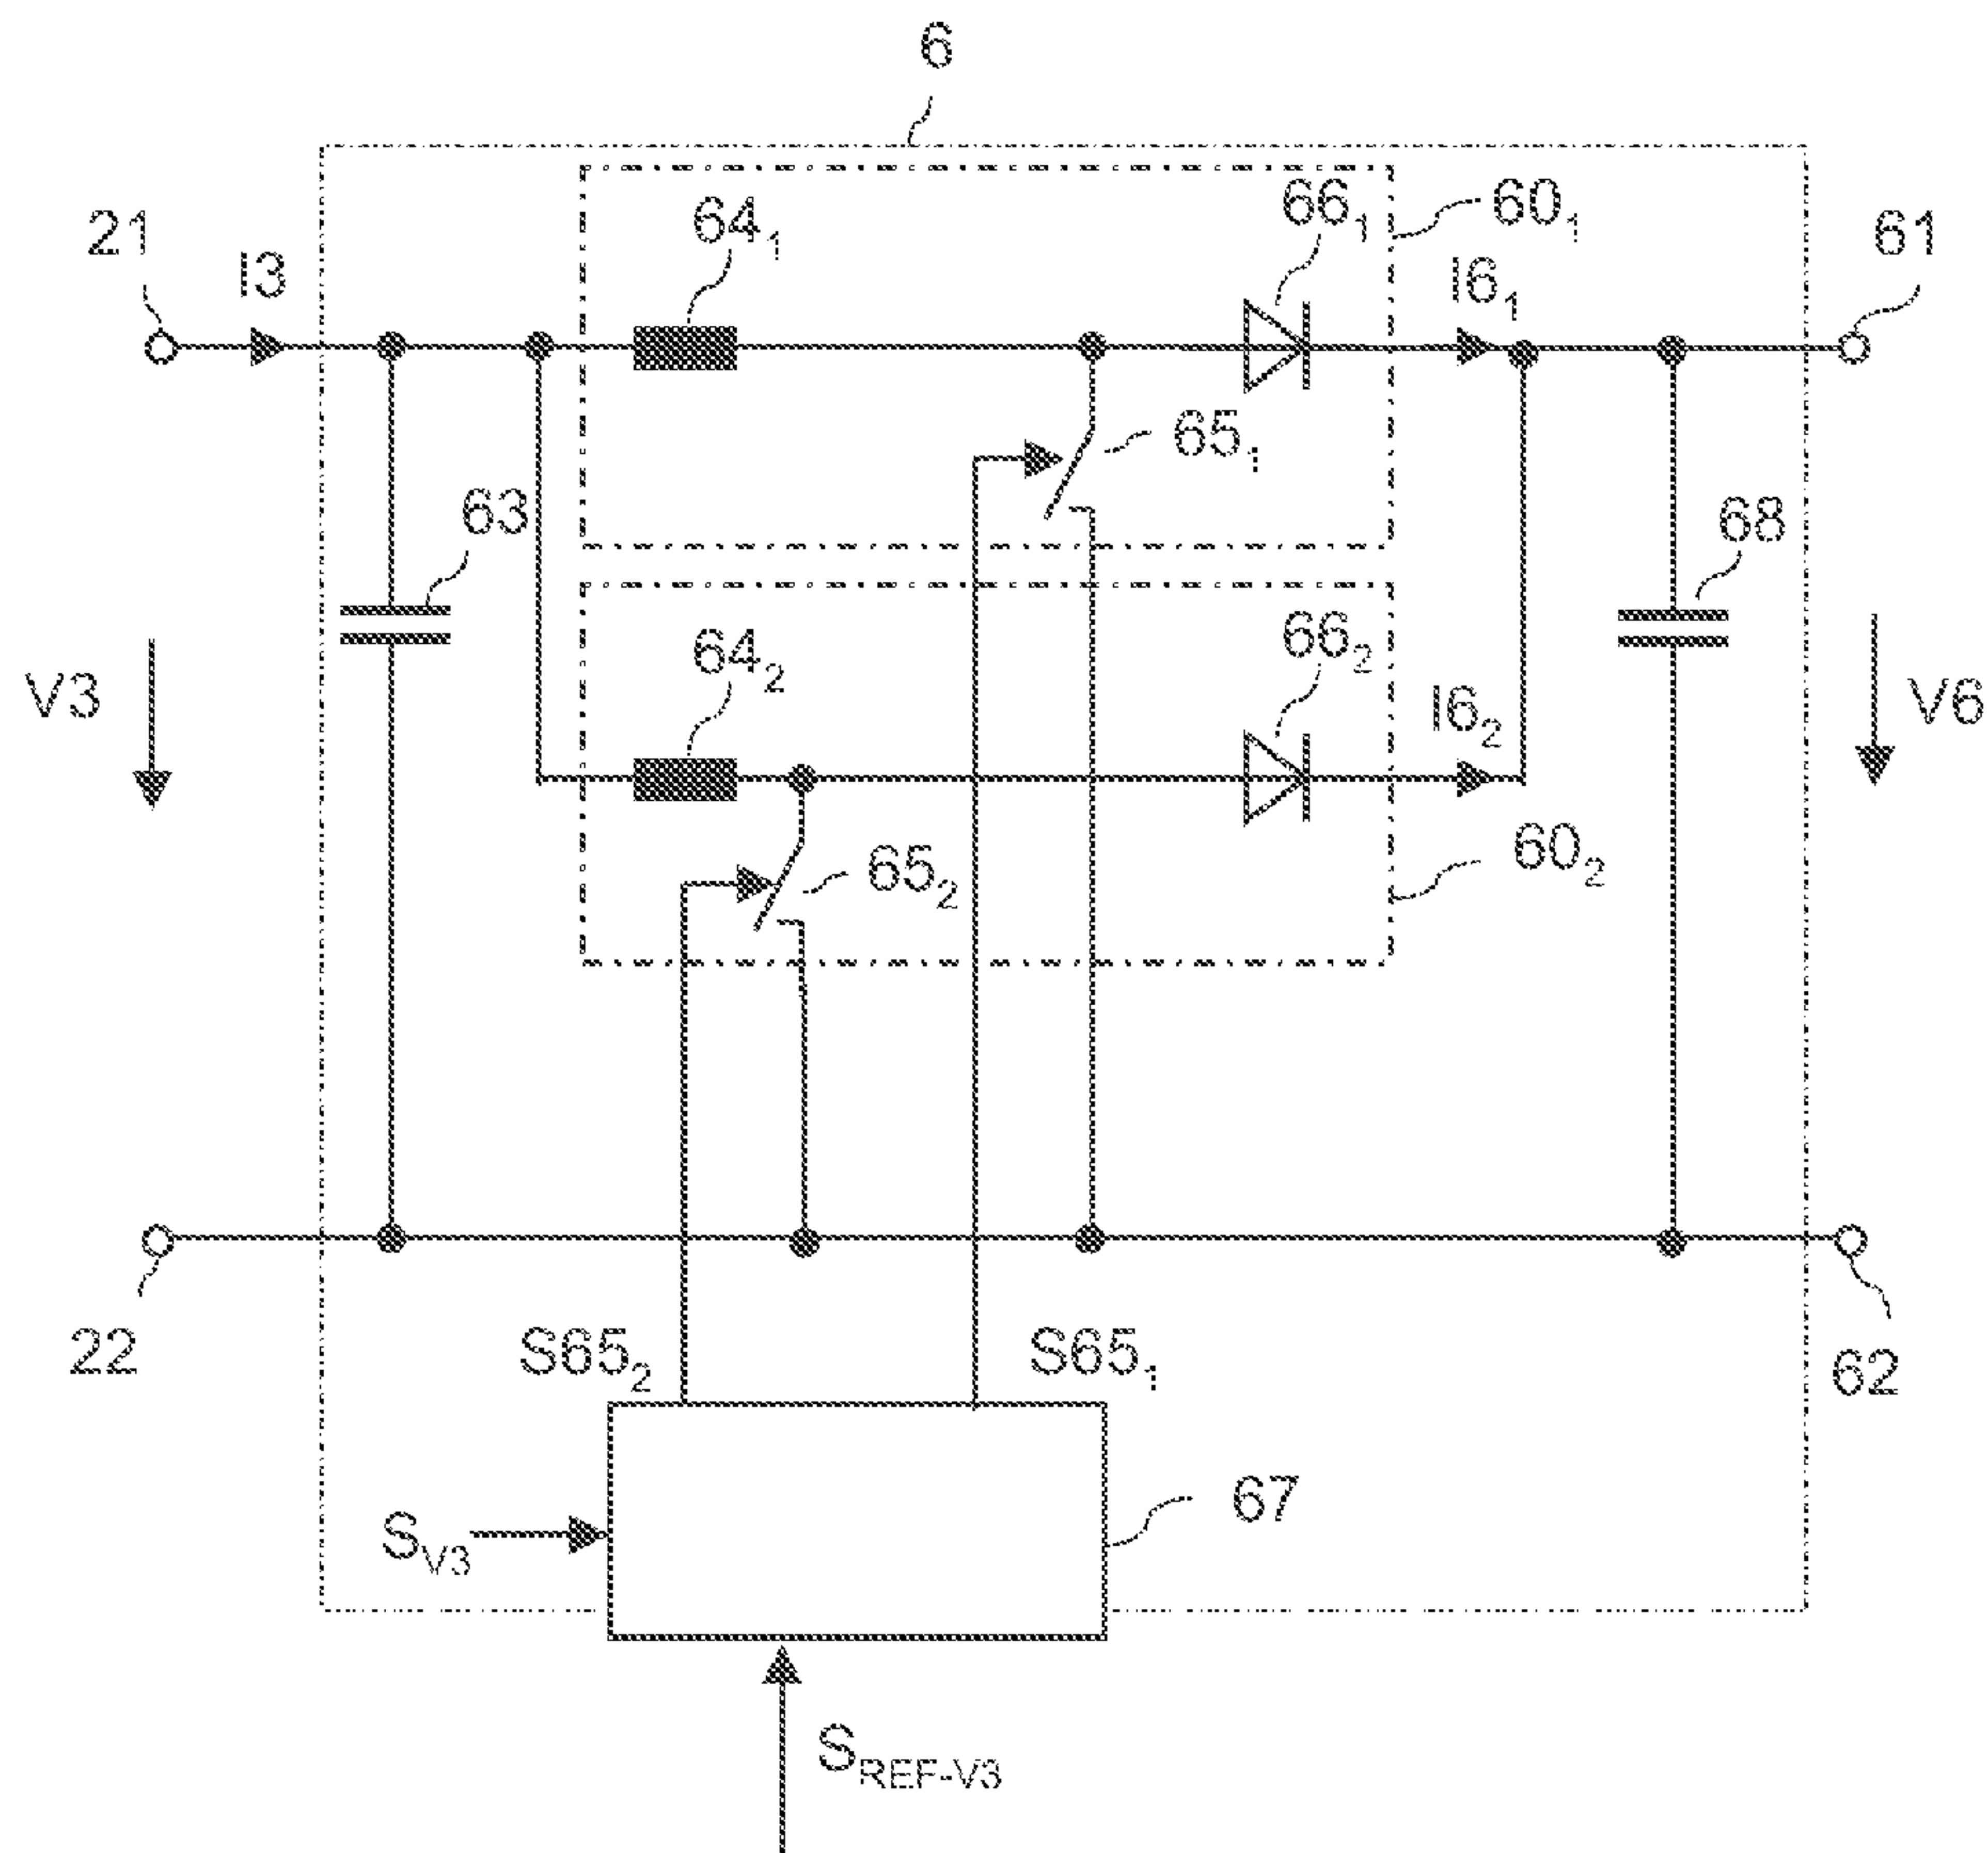 6
21
I3
64₁
66₁
60₁
I6₁
61
65₁
63
68
V3
64₂
66₂
I6₂
V6
65₂
60₂
22
S65₂
S65₁
62
S_V3
67
S_REF-V3